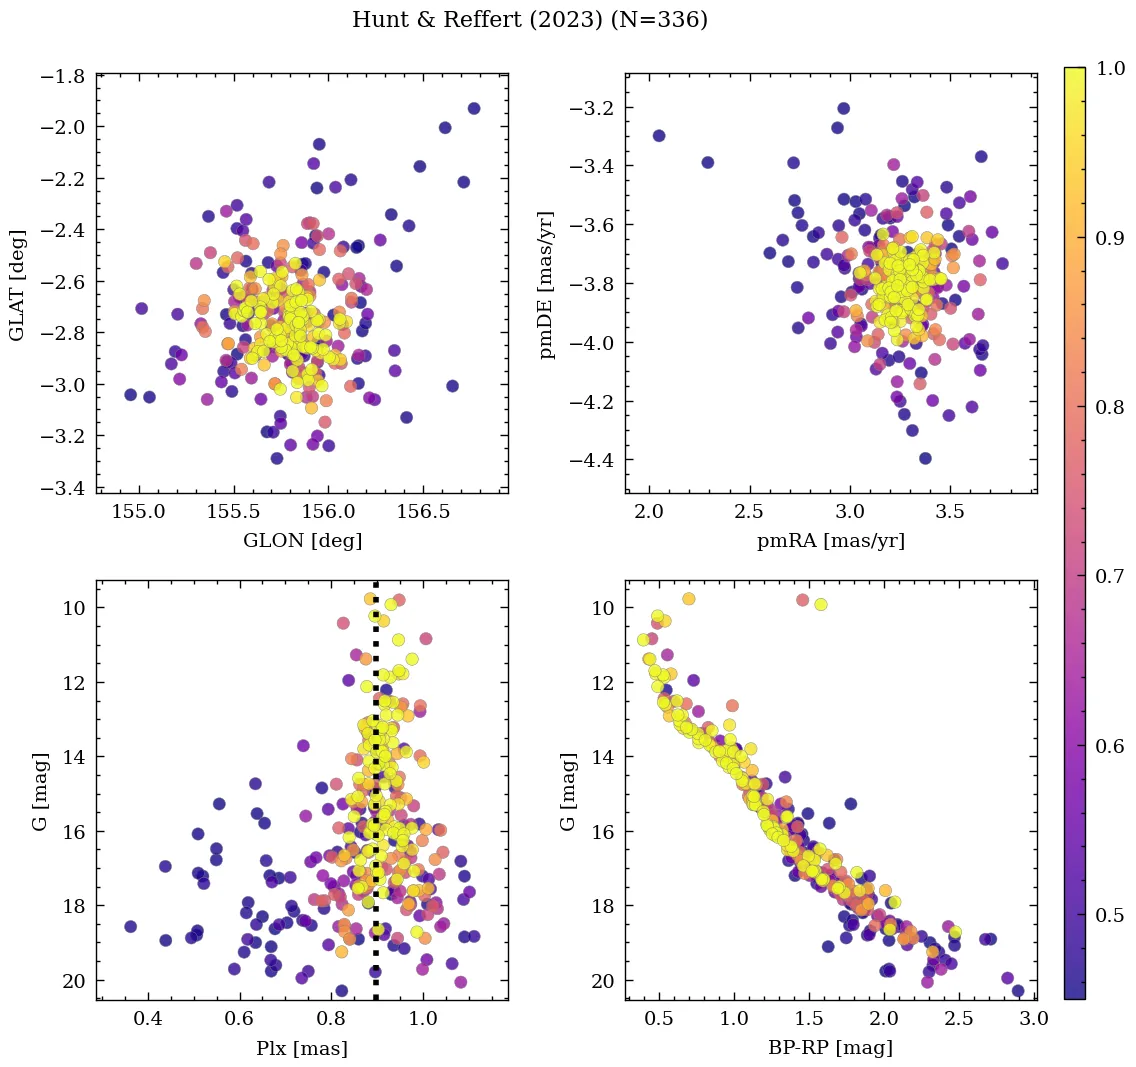 Hunt & Reffert (2023) (N=336)
−1.8
−2.0
−2.2
−2.4
−2.6
−2.8
−3.0
−3.2
−3.4
GLAT [deg]
155.0 155.5 156.0 156.5
GLON [deg]
−3.2
−3.4
−3.6
−3.8
−4.0
−4.2
−4.4
pmDE [mas/yr]
2.0 2.5 3.0 3.5
pmRA [mas/yr]
10
12
14
16
18
20
G [mag]
0.4 0.6 0.8 1.0
Plx [mas]
10
12
14
16
18
20
G [mag]
0.5 1.0 1.5 2.0 2.5 3.0
BP-RP [mag]
1.0
0.9
0.8
0.7
0.6
0.5